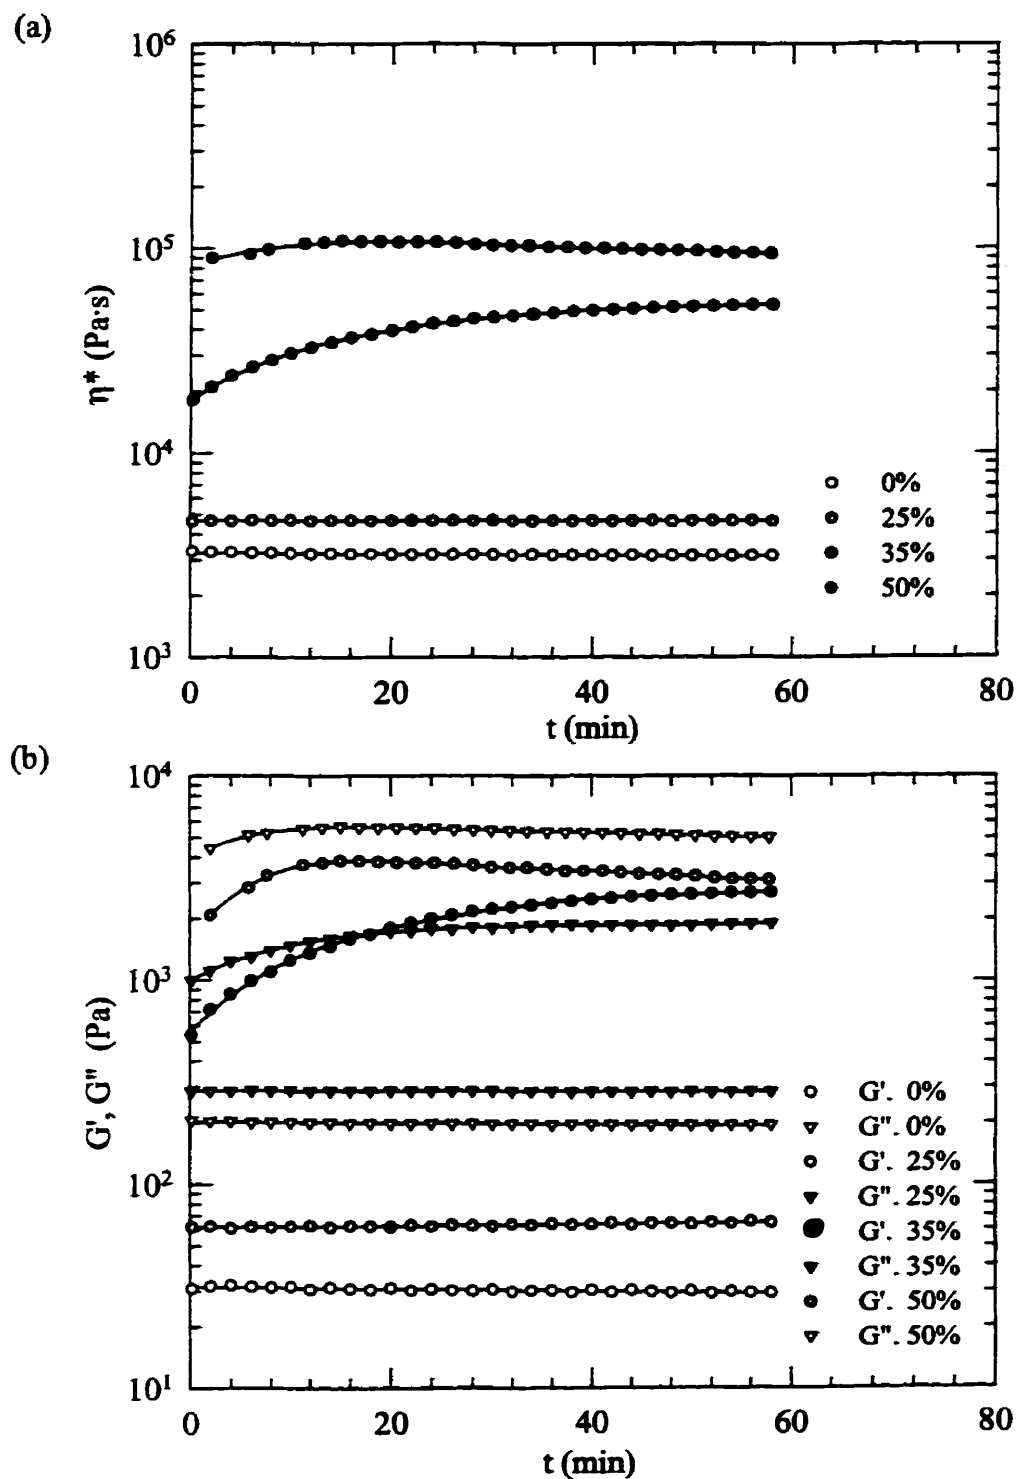 (a)
10⁶
10⁵
10⁴
10³
η* (Pa·s)
0%
25%
35%
50%
0 20 40 60 80
t (min)
(b)
10⁴
10³
10²
10¹
G', G" (Pa)
G'. 0%
G". 0%
G'. 25%
G". 25%
G'. 35%
G". 35%
G'. 50%
G". 50%
0 20 40 60 80
t (min)